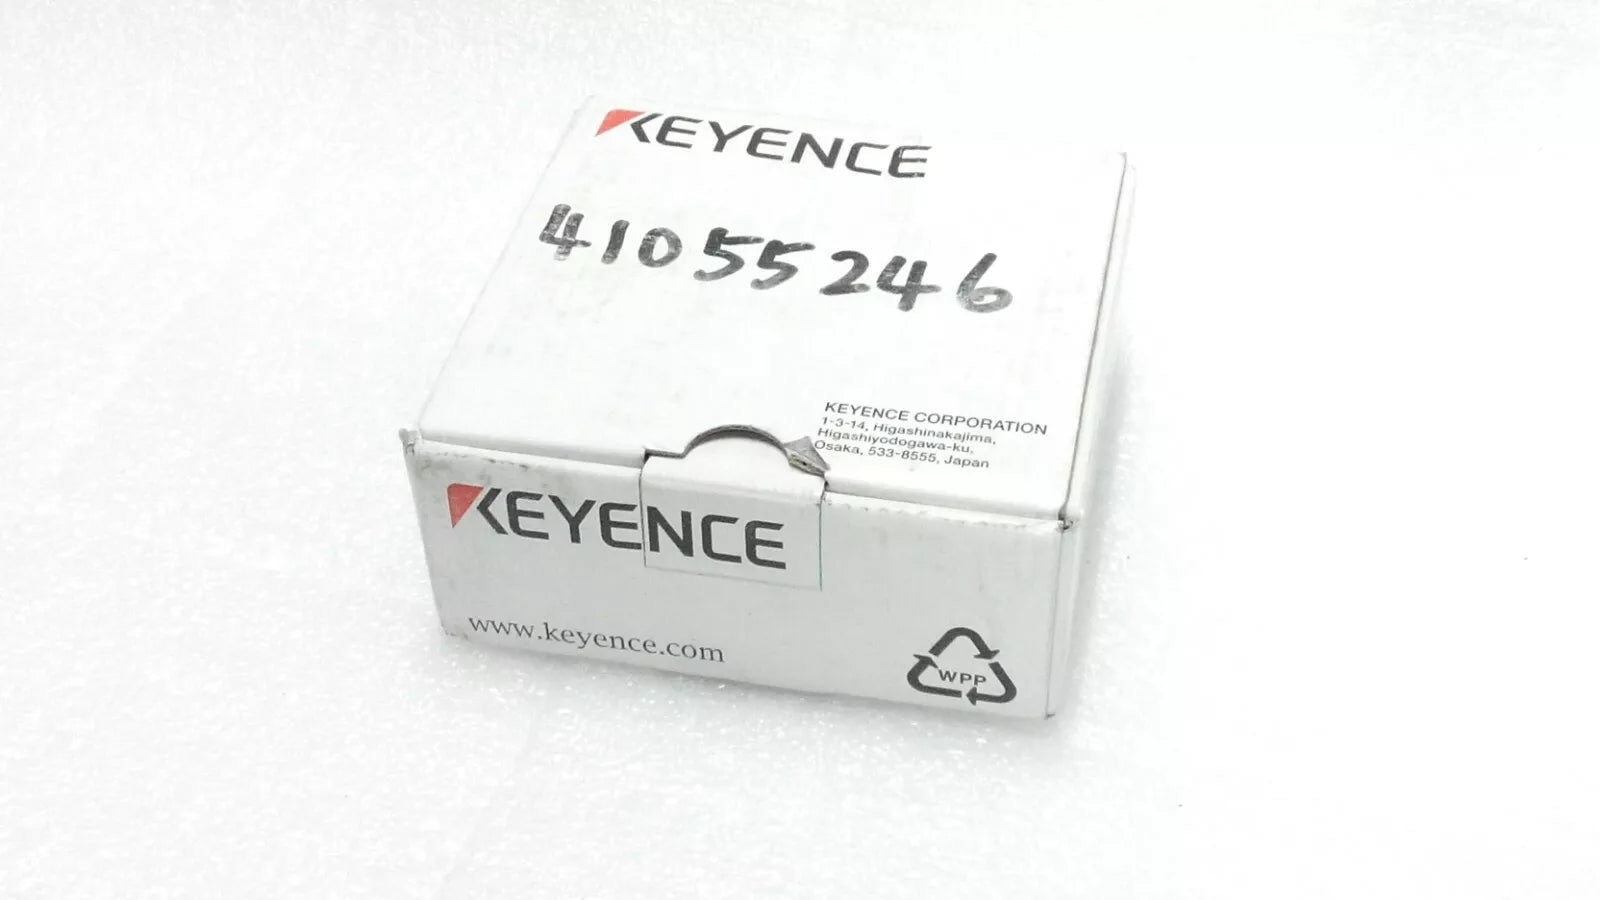 KEYENCE
41055246
KEYENCE CORPORATION
1-3-14, Higashinakajima,
Higashiyodogawa-ku,
Osaka, 533-8555, Japan
KEYENCE
www.keyence.com
WPP